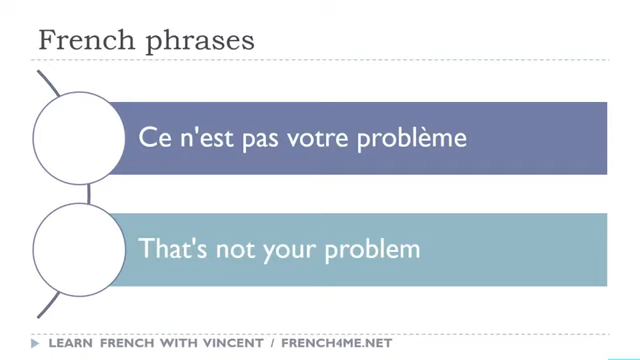 French phrases
Ce n'est pas votre problème
That's not your problem
LEARN FRENCH WITH VINCENT / FRENCH4ME.NET